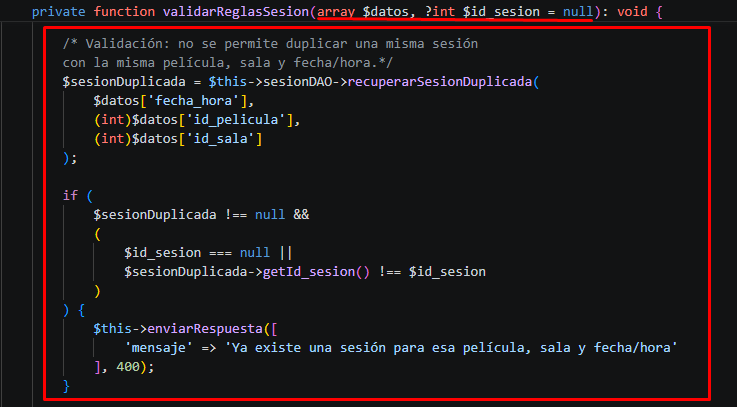 private function validarReglasSesion(array $datos, ?int $id_sesion = null): void {
/* Validación: no se permite duplicar una misma sesión
con la misma película, sala y fecha/hora.*/
$sesionDuplicada = $this->sesionDAO->recuperarSesionDuplicada(
$datos['fecha_hora'],
(int)$datos['id_pelicula'],
(int)$datos['id_sala']
);
if (
$sesionDuplicada !== null &&
(
$id_sesion === null ||
$sesionDuplicada->getId_sesion() !== $id_sesion
)
) {
$this->enviarRespuesta([
'mensaje' => 'Ya existe una sesión para esa película, sala y fecha/hora'
], 400);
}